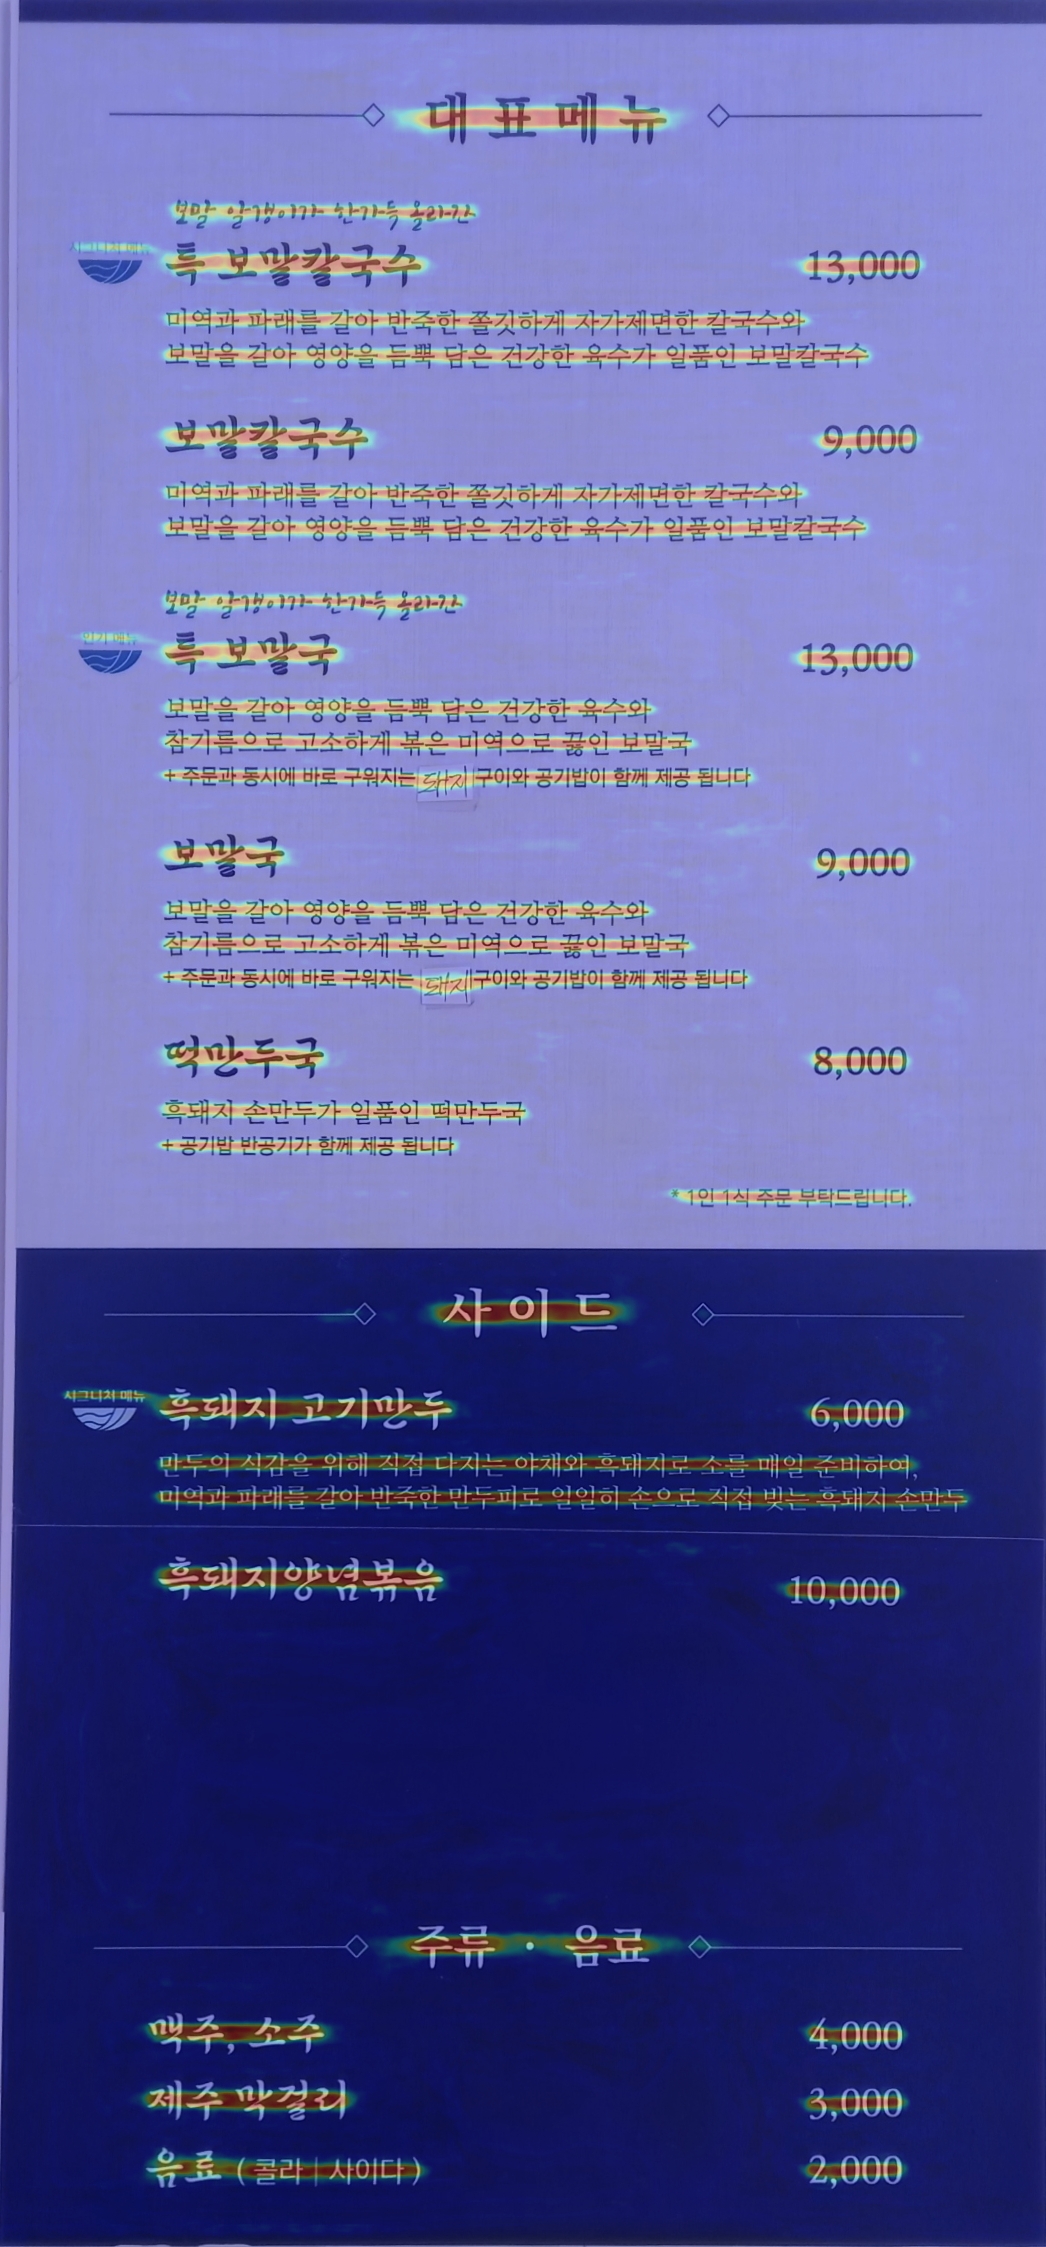 대표메뉴
보말 알갱이가 한가득 올라간
시그니처 메뉴
특 보말칼국수 13,000
미역과 파래를 갈아 반죽한 쫄깃하게 자가제면한 칼국수와
보말을 갈아 영양을 듬뿍 담은 건강한 육수가 일품인 보말칼국수
보말칼국수 9,000
미역과 파래를 갈아 반죽한 쫄깃하게 자가제면한 칼국수와
보말을 갈아 영양을 듬뿍 담은 건강한 육수가 일품인 보말칼국수
보말 알갱이가 한가득 올라간
인기 메뉴
특 보말국 13,000
보말을 갈아 영양을 듬뿍 담은 건강한 육수와
참기름으로 고소하게 볶은 미역으로 끓인 보말국
+ 주문과 동시에 바로 구워지는 돼지 구이와 공기밥이 함께 제공 됩니다
보말국 9,000
보말을 갈아 영양을 듬뿍 담은 건강한 육수와
참기름으로 고소하게 볶은 미역으로 끓인 보말국
+ 주문과 동시에 바로 구워지는 돼지 구이와 공기밥이 함께 제공 됩니다
떡만두국 8,000
흑돼지 손만두가 일품인 떡만두국
+ 공기밥 반공기가 함께 제공 됩니다
* 1인 1식 주문 부탁드립니다.
사이드
시그니처 메뉴
흑돼지 고기만두 6,000
만두의 식감을 위해 직접 다지는 야채와 흑돼지로 소를 매일 준비하여,
미역과 파래를 갈아 반죽한 만두피로 일일히 손으로 직접 빚는 흑돼지 손만두
흑돼지양념볶음 10,000
주류 · 음료
맥주, 소주 4,000
제주 막걸리 3,000
음료 ( 콜라 | 사이다 ) 2,000